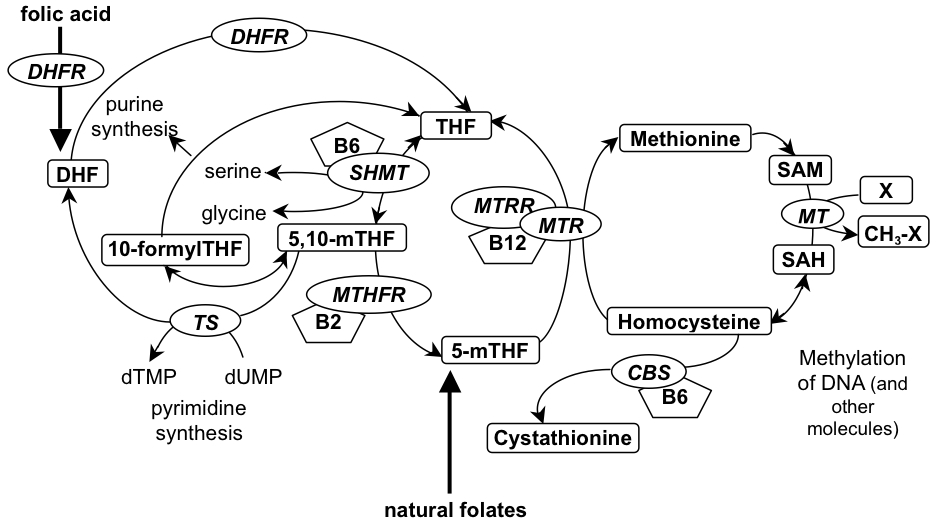 folic acid
DHFR
DHFR
purine
synthesis
THF
B6
Methionine
DHF
serine
SHMT
SAM
X
glycine
MTRR
MTR
MT
B12
CH₃-X
10-formylTHF
5,10-mTHF
SAH
MTHFR
B2
TS
Homocysteine
5-mTHF
dTMP
dUMP
CBS
B6
Methylation
of DNA (and
other
molecules)
pyrimidine
synthesis
Cystathionine
natural folates